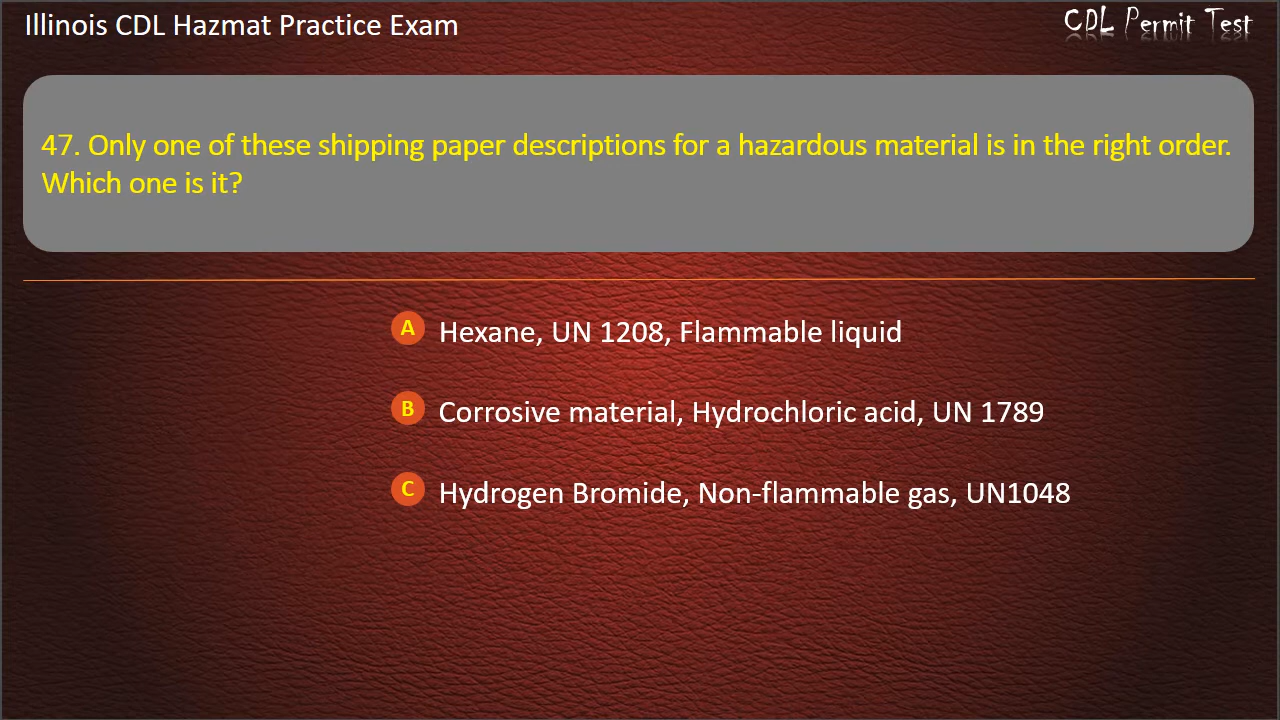 Illinois CDL Hazmat Practice Exam
CDL Permit Test
47. Only one of these shipping paper descriptions for a hazardous material is in the right order.
Which one is it?
A Hexane, UN 1208, Flammable liquid
B Corrosive material, Hydrochloric acid, UN 1789
C Hydrogen Bromide, Non-flammable gas, UN1048